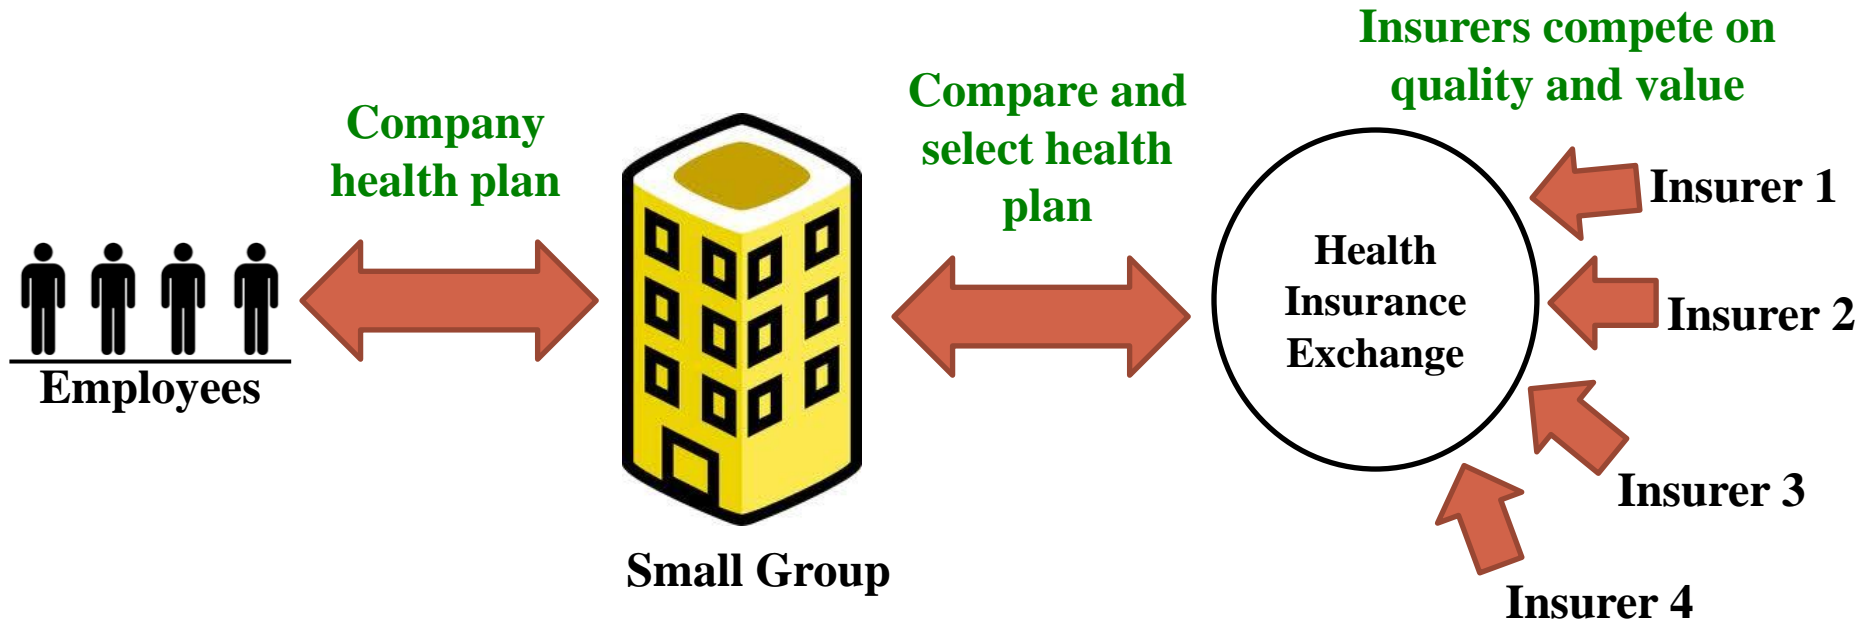 Insurers compete on
quality and value
Company
health plan
Compare and
select health
plan
Employees
Small Group
Health
Insurance
Exchange
Insurer 1
Insurer 2
Insurer 3
Insurer 4